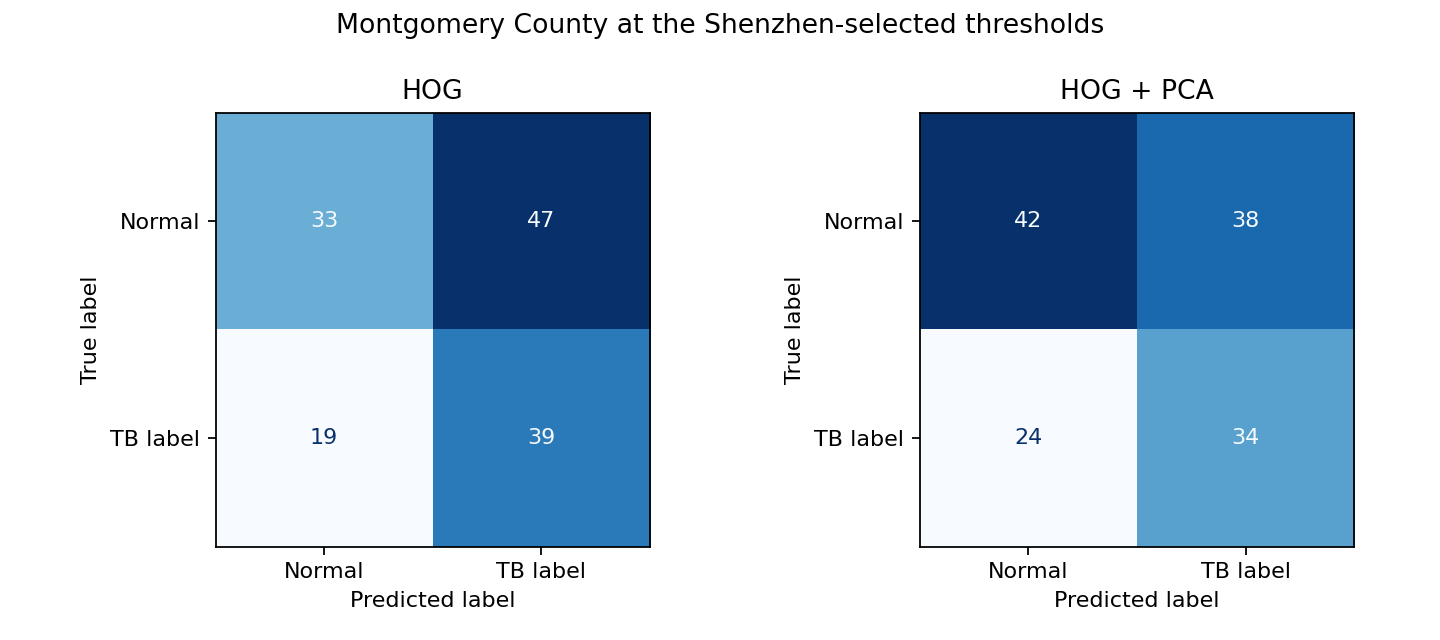 Montgomery County at the Shenzhen-selected thresholds
HOG
Normal
TB label
True label
33
47
19
39
Normal
TB label
Predicted label
HOG + PCA
Normal
TB label
True label
42
38
24
34
Normal
TB label
Predicted label